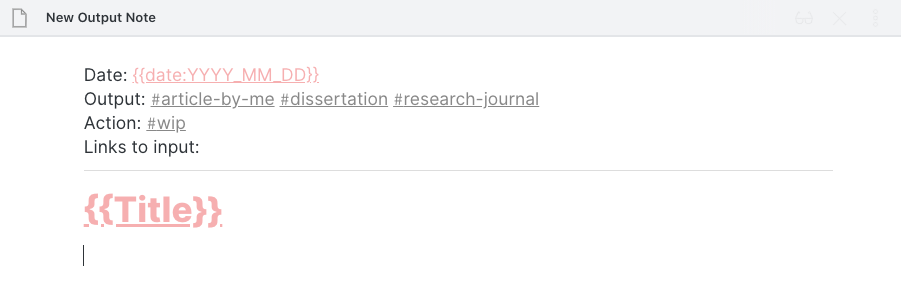 New Output Note
Date: {{date:YYYY_MM_DD}}
Output: #article-by-me #dissertation #research-journal
Action: #wip
Links to input:
{{Title}}